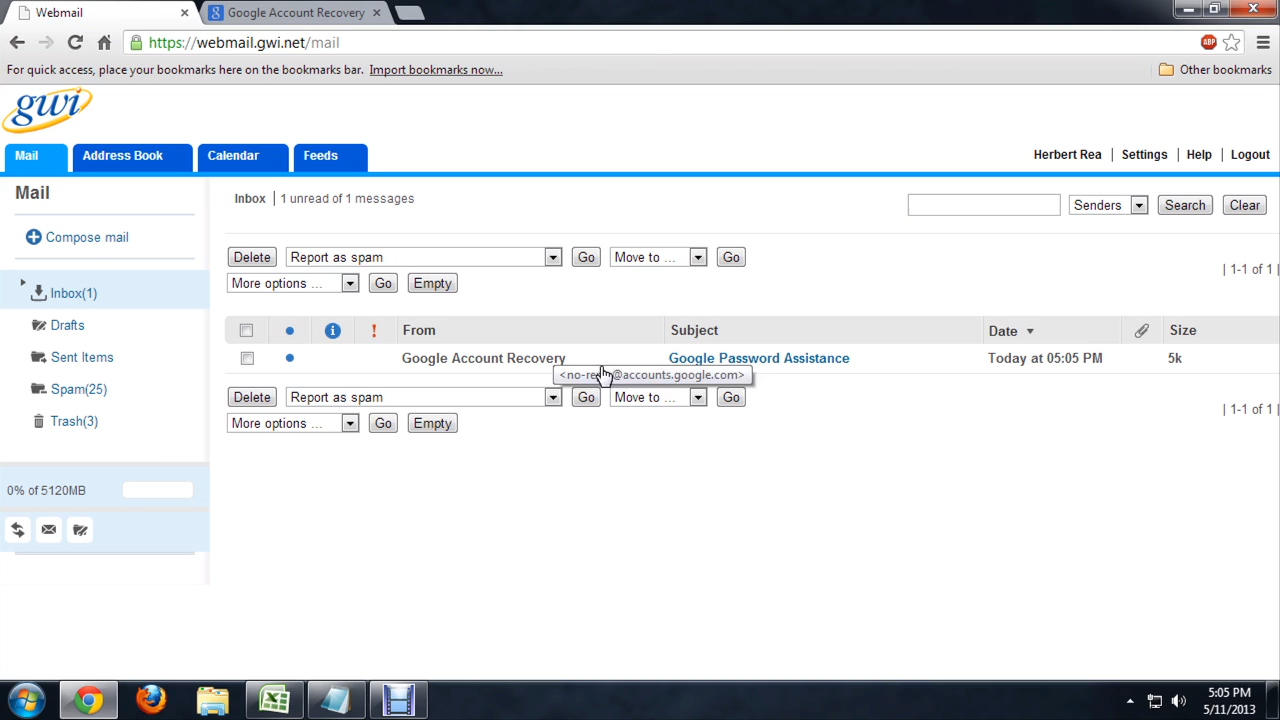 Webmail
Google Account Recovery
https://webmail.gwi.net/mail
ABP
For quick access, place your bookmarks here on the bookmarks bar. Import bookmarks now...
Other bookmarks
gwi
Mail
Address Book
Calendar
Feeds
Herbert Rea | Settings | Help | Logout
Mail
Inbox | 1 unread of 1 messages
Senders
Search
Clear
Compose mail
Delete
Report as spam
Go
Move to ...
Go
| 1-1 of 1 |
More options ...
Go
Empty
Inbox(1)
Drafts
Sent Items
Spam(25)
Trash(3)
From
Subject
Date
Size
Google Account Recovery
Google Password Assistance
Today at 05:05 PM
5k
@accounts.google.com>
Delete
Report as spam
Go
Move to ...
Go
| 1-1 of 1 |
More options ...
Go
Empty
0% of 5120MB
5:05 PM
5/11/2013